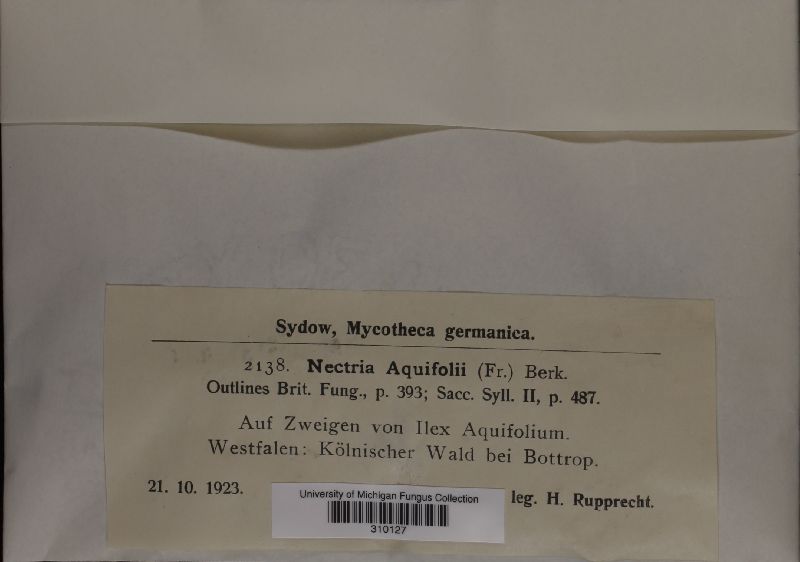 Sydow, Mycotheca germanica.
2138. Nectria Aquifolii (Fr.) Berk.
Outlines Brit. Fung., p. 393; Sacc. Syll. II, p. 487.
Auf Zweigen von Ilex Aquifolium.
Westfalen: Kölnischer Wald bei Bottrop.
21. 10. 1923.
leg. H. Rupprecht.
University of Michigan Fungus Collection
310127